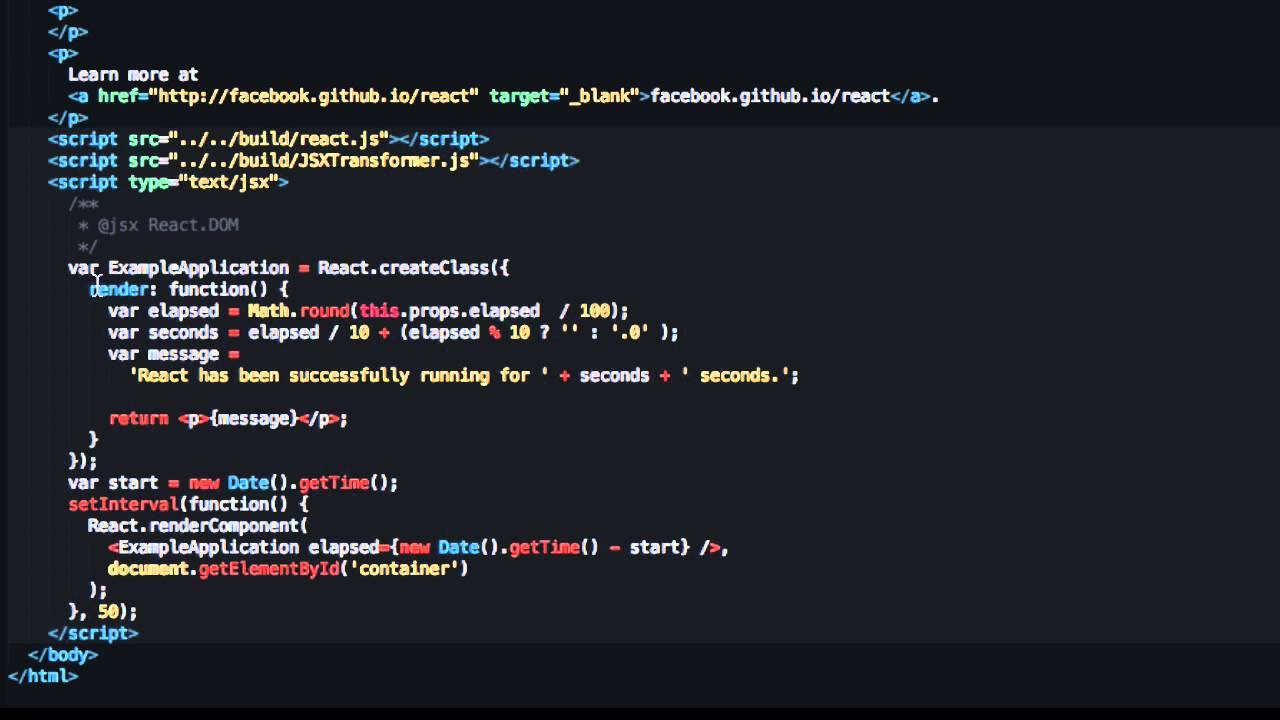 <p>
</p>
<p>
Learn more at
<a href="http://facebook.github.io/react" target="_blank">facebook.github.io/react</a>.
</p>
<script src="../../build/react.js"></script>
<script src="../../build/JSXTransformer.js"></script>
<script type="text/jsx">
/**
* @jsx React.DOM
*/
var ExampleApplication = React.createClass({
render: function() {
var elapsed = Math.round(this.props.elapsed  / 100);
var seconds = elapsed / 10 + (elapsed % 10 ? '' : '.0' );
var message =
'React has been successfully running for ' + seconds + ' seconds.';
return <p>{message}</p>;
}
});
var start = new Date().getTime();
setInterval(function() {
React.renderComponent(
<ExampleApplication elapsed={new Date().getTime() - start} />,
document.getElementById('container')
);
}, 50);
</script>
</body>
</html>